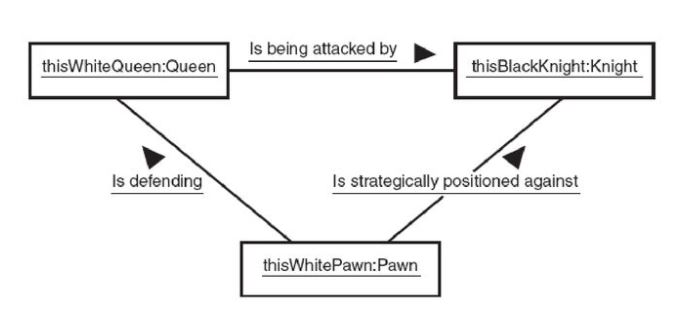 Is being attacked by
thisWhiteQueen:Queen
thisBlackKnight:Knight
Is defending
Is strategically positioned against
thisWhitePawn:Pawn